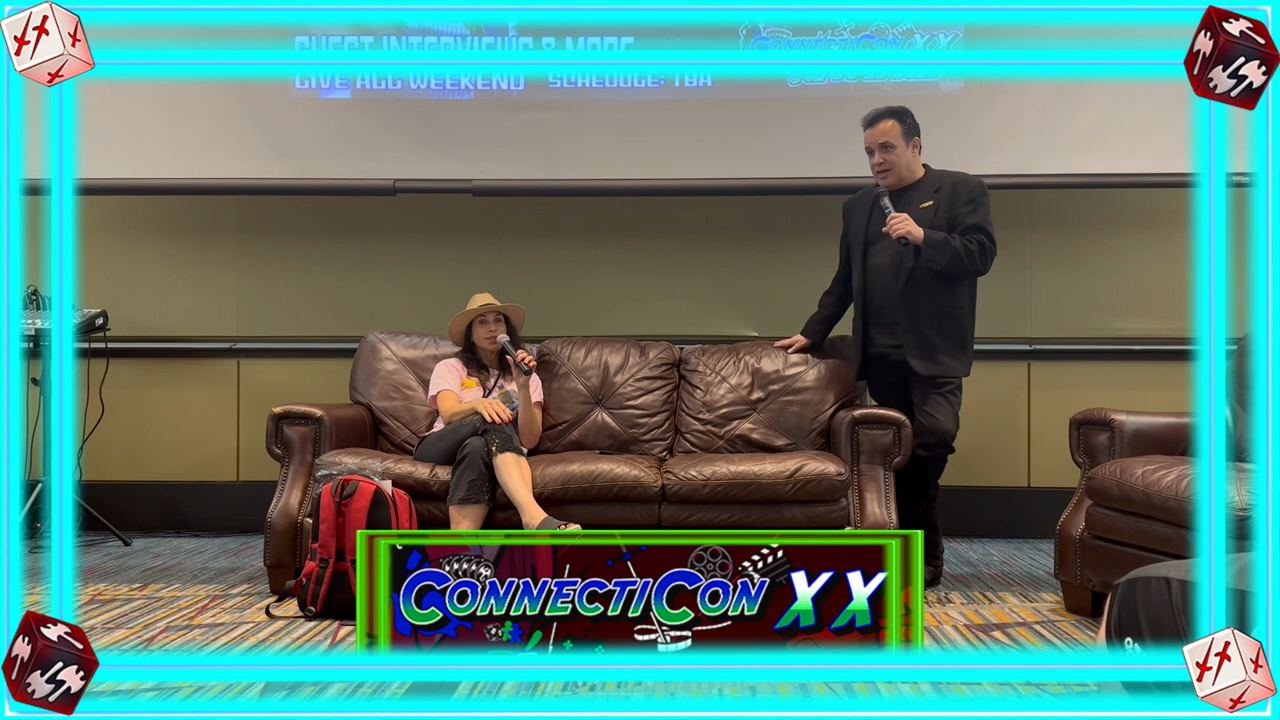 GUEST INTERVIEWS & MORE
CONNECTICON XX
LIVE ALL WEEKEND SCHEDULE: TBA
CONNECTICON XX